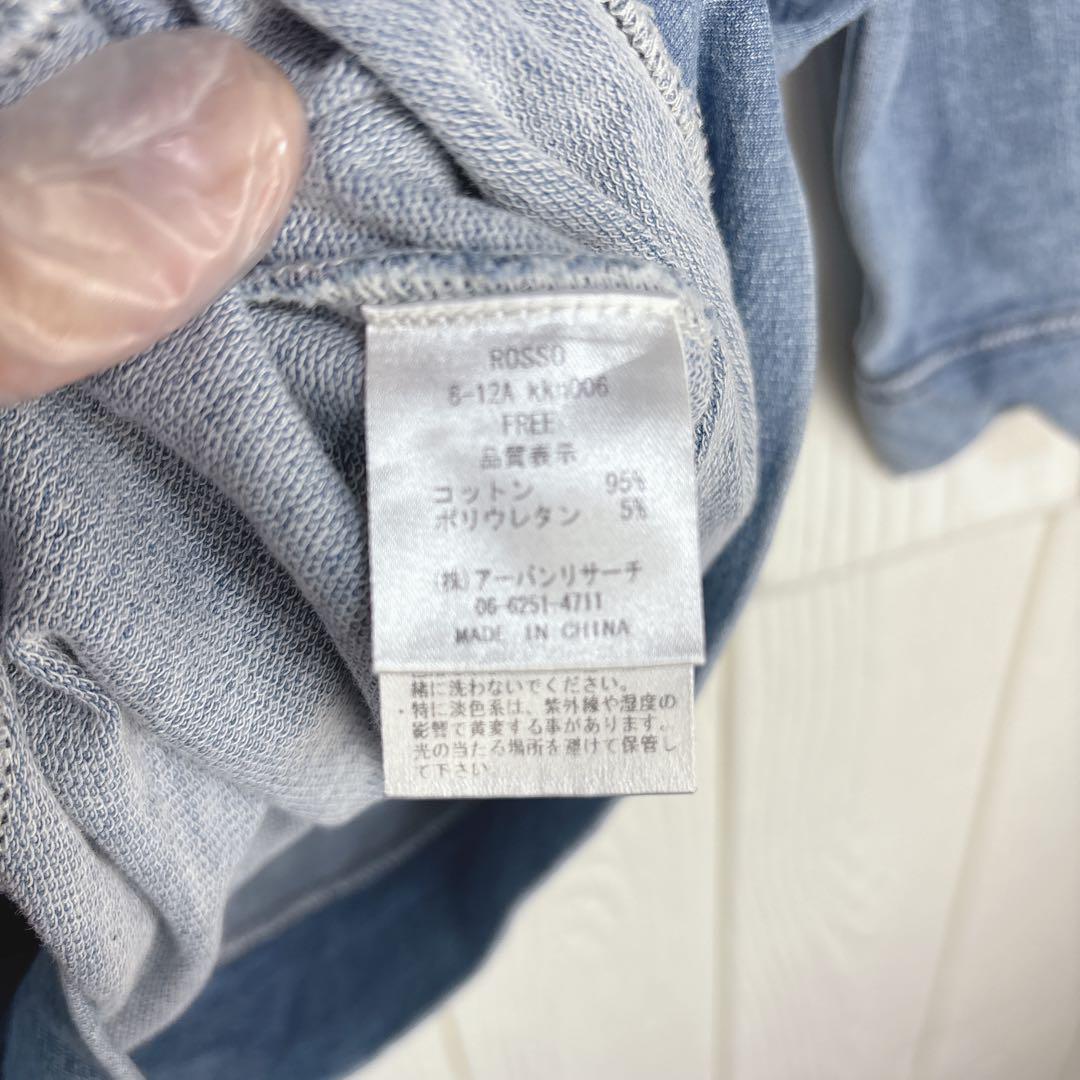 ROSSO
FREE
品質表示
コットン 95%
ポリウレタン 5%
(株)アーバンリサーチ
06-6251-4711
MADE IN CHINA
緒に洗わないでください。
・特に淡色系は、紫外線や湿度の
影響で黄変する事があります。
光の当たる場所を避けて保管し
て下さい。